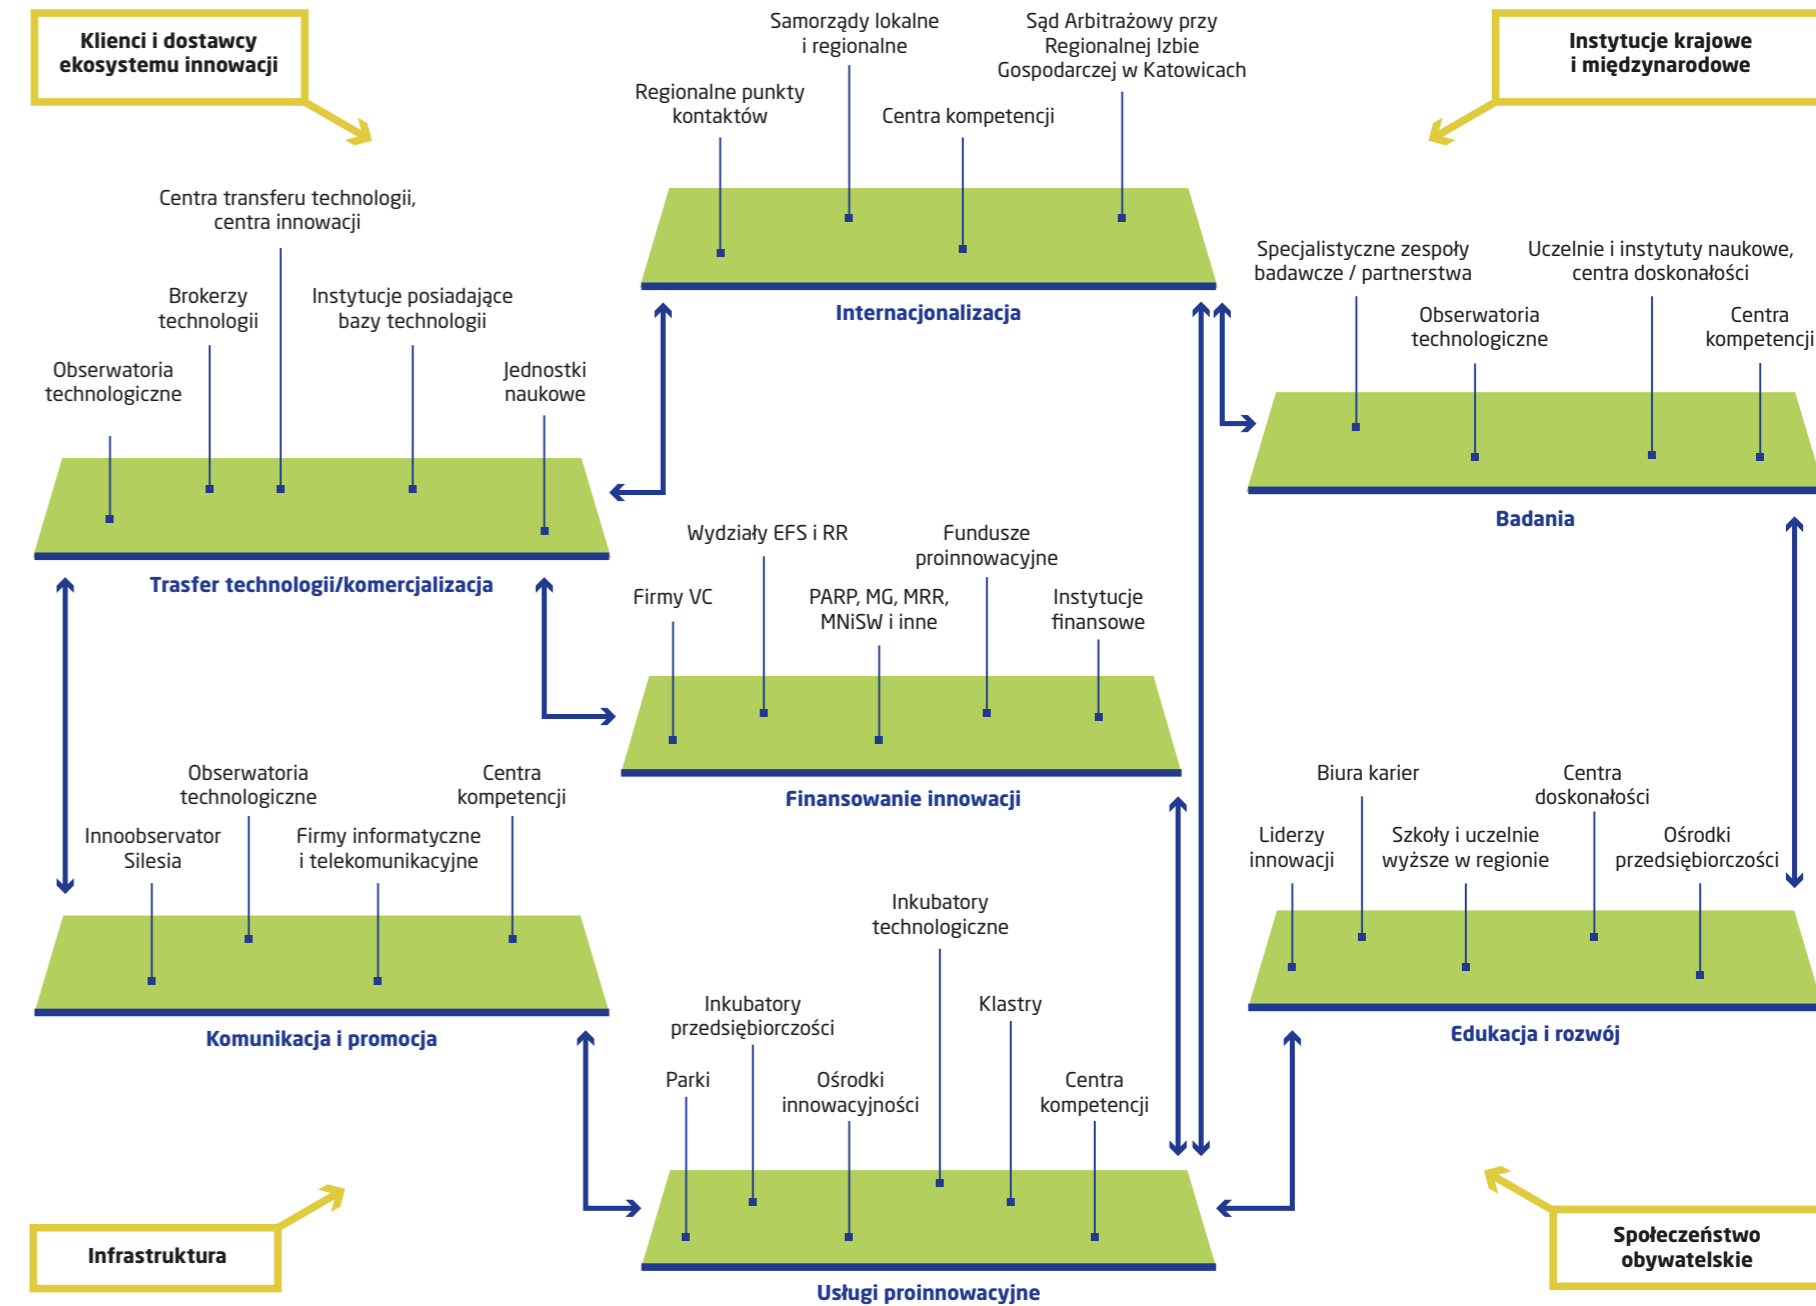 Klienci i dostawcy
ekosystemu innowacji
Samorządy lokalne
i regionalne
Sąd Arbitrażowy przy
Regionalnej Izbie
Gospodarczej w Katowicach
Instytucje krajowe
i międzynarodowe
Regionalne punkty
kontaktów
Centra kompetencji
Internacjonalizacja
Centra transferu technologii,
centra innowacji
Brokerzy
technologii
Instytucje posiadające
bazy technologii
Obserwatoria
technologiczne
Jednostki
naukowe
Trasfer technologii/komercjalizacja
Specjalistyczne zespoły
badawcze / partnerstwa
Uczelnie i instytuty naukowe,
centra doskonałości
Obserwatoria
technologiczne
Centra
kompetencji
Badania
Wydziały EFS i RR
Fundusze
proinnowacyjne
Firmy VC
PARP, MG, MRR,
MNiSW i inne
Instytucje
finansowe
Finansowanie innowacji
Obserwatoria
technologiczne
Centra
kompetencji
Innoobserwator
Silesia
Firmy informatyczne
i telekomunikacyjne
Komunikacja i promocja
Biura karier
Centra
doskonałości
Liderzy
innowacji
Szkoły i uczelnie
wyższe w regionie
Ośrodki
przedsiębiorczości
Edukacja i rozwój
Inkubatory
technologiczne
Inkubatory
przedsiębiorczości
Klastry
Parki
Ośrodki
innowacyjności
Centra
kompetencji
Usługi proinnowacyjne
Infrastruktura
Społeczeństwo
obywatelskie